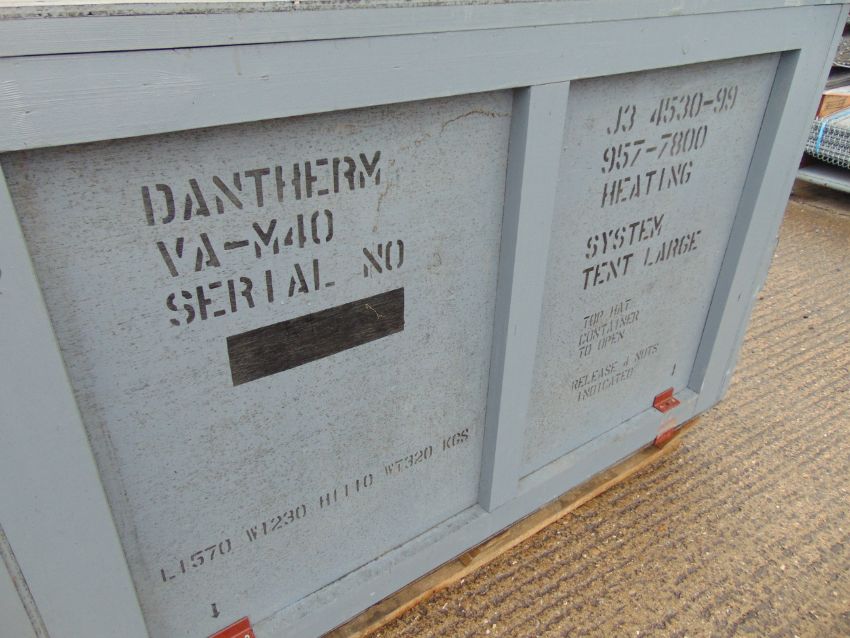 DANTHERM
VA-M40
SERIAL NO
L1570 W1230 H1110 WT320 KGS
J3 4530-99
957-7800
HEATING
SYSTEM
TENT LARGE
TOP HAT
CONTAINER
TO OPEN
RELEASE 4 NUTS
INDICATED